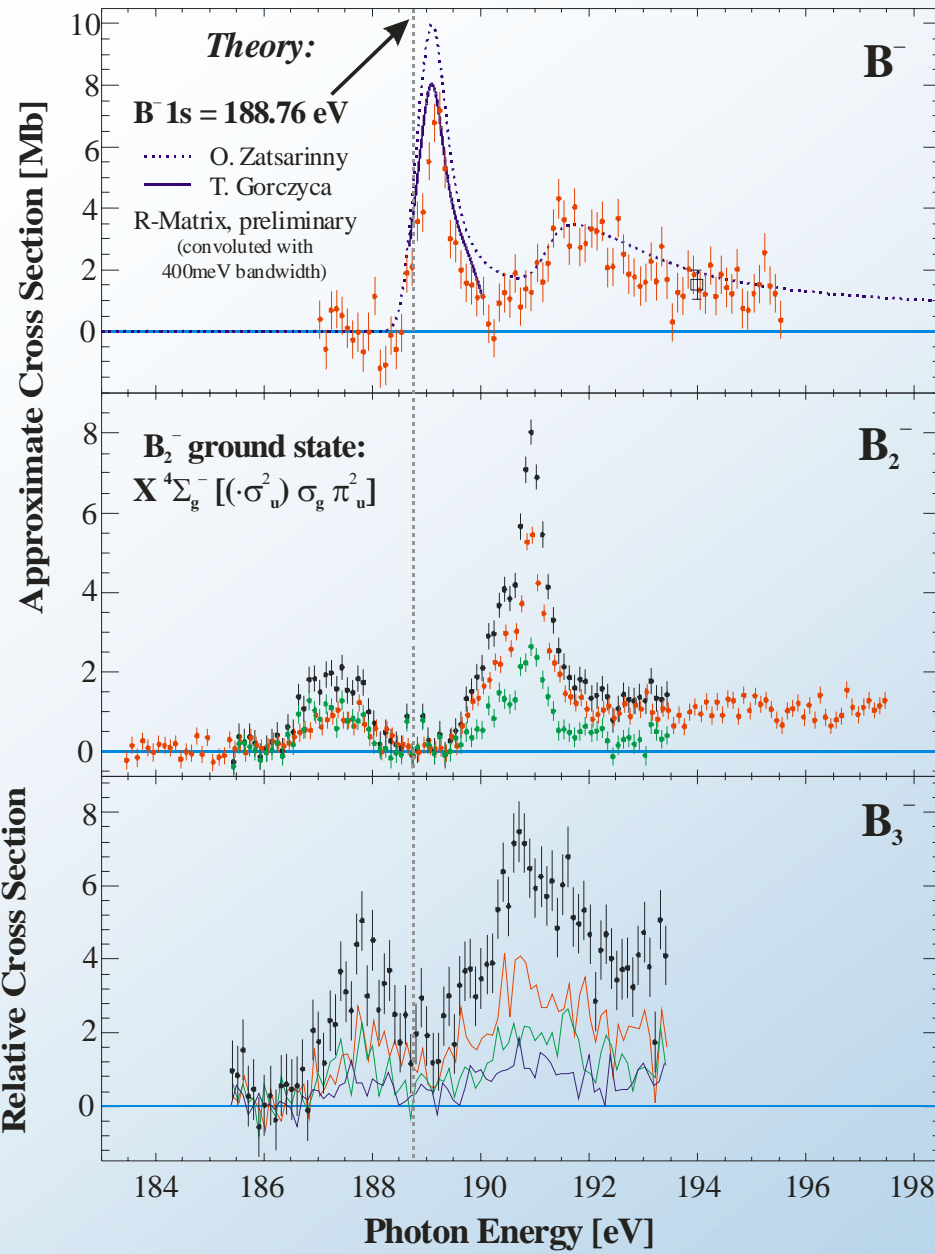 Theory:
B⁻ 1s = 188.76 eV
O. Zatsarinny
T. Gorczyca
R-Matrix, preliminary
(convoluted with
400meV bandwidth)
B⁻
10
8
6
4
2
0
Approximate Cross Section [Mb]
B₂⁻ ground state:
X ⁴Σg⁻ [(·σ²u) σg π²u]
B₂⁻
8
6
4
2
0
B₃⁻
8
6
4
2
0
Relative Cross Section
184 186 188 190 192 194 196 198
Photon Energy [eV]